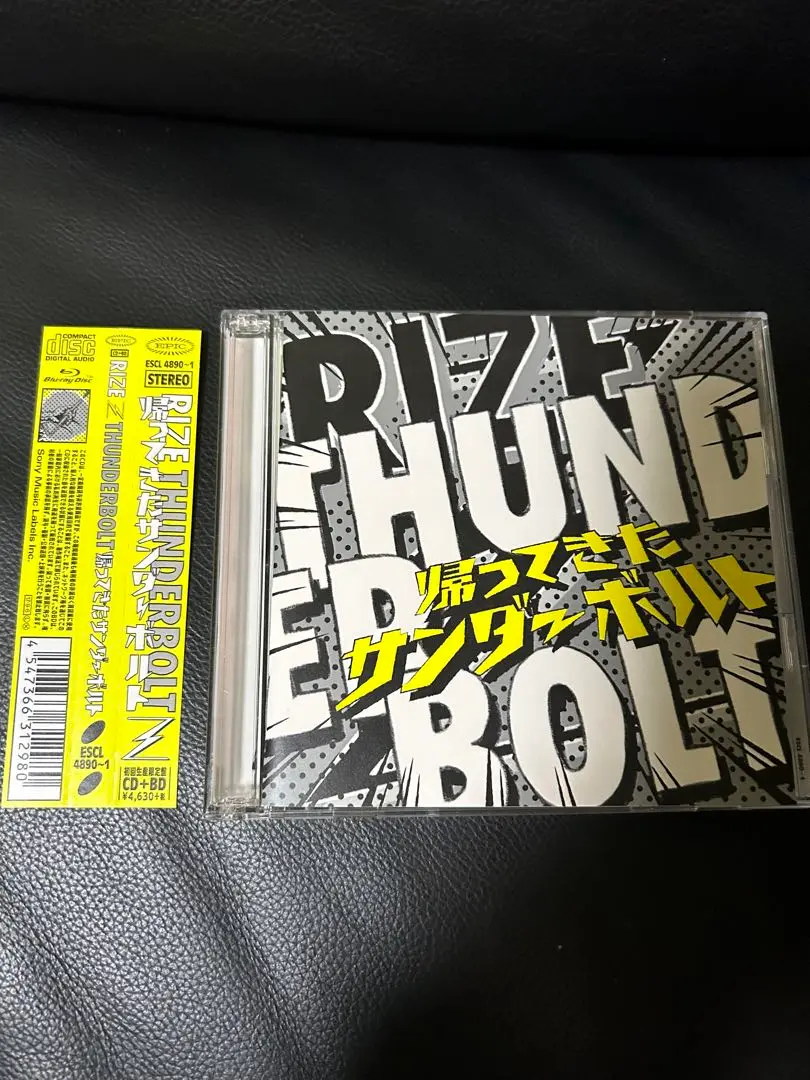 COMPACT
disc
DIGITAL AUDIO
Blu-ray Disc
EPIC
ESCL 4890~1
STEREO
RIZE THUNDERBOLT
帰ってきたサンダーボルト
RIZE THUNDERBOLT 帰ってきたサンダーボルト
Sony Music Labels Inc.
4 547366 312980
ESCL
4890~1
初回生産限定盤
CD+BD
¥4,630+税
RIZE
THUND
ER
BOLT
帰ってきた
サンダーボルト